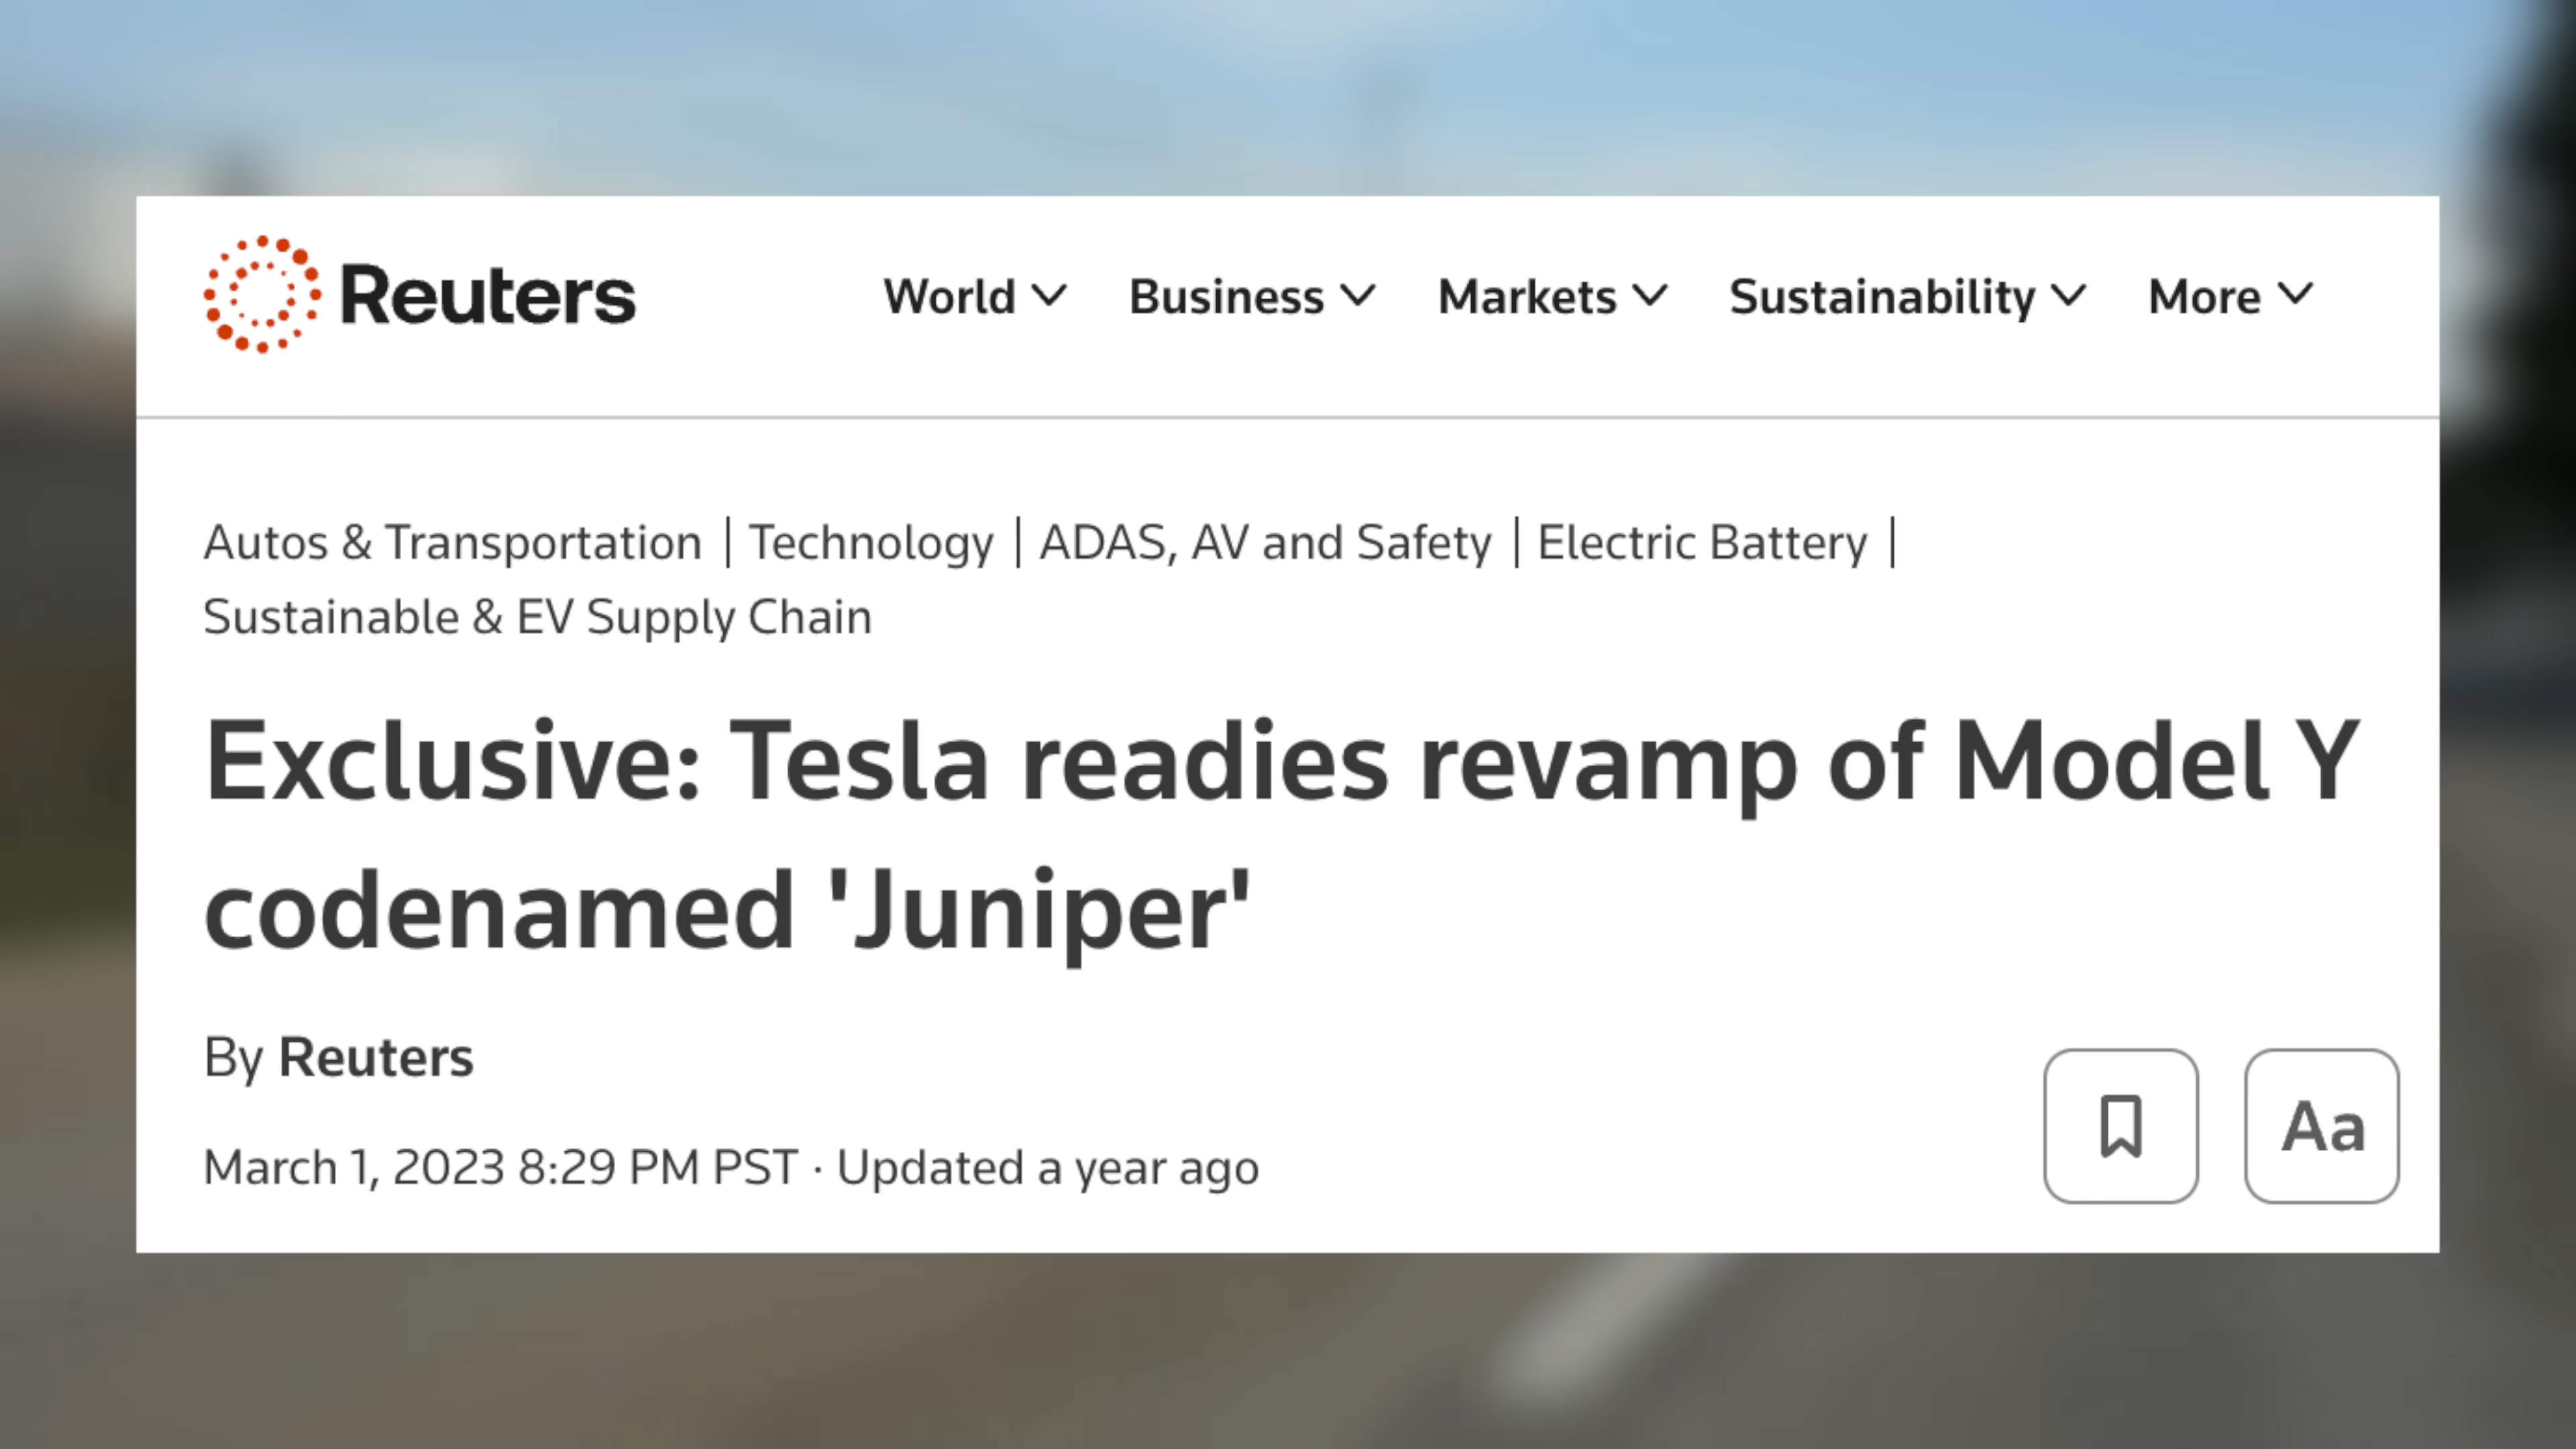 Reuters
World Business Markets Sustainability More
Autos & Transportation | Technology | ADAS, AV and Safety | Electric Battery |
Sustainable & EV Supply Chain
Exclusive: Tesla readies revamp of Model Y
codenamed 'Juniper'
By Reuters
March 1, 2023 8:29 PM PST · Updated a year ago
Aa